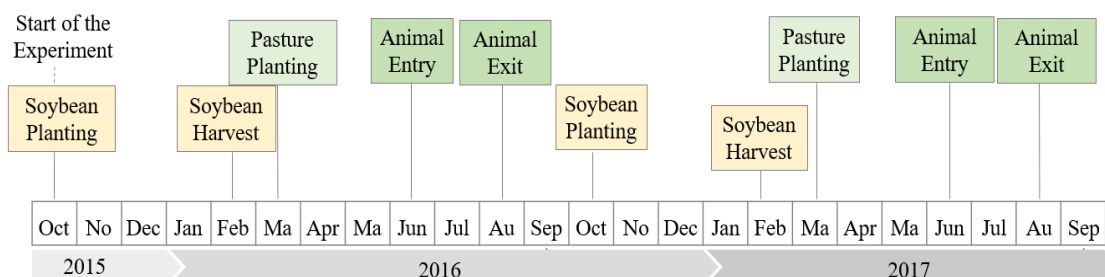 Start of the
Experiment
Soybean
Planting
Soybean
Harvest
Pasture
Planting
Animal
Entry
Animal
Exit
Soybean
Planting
Soybean
Harvest
Pasture
Planting
Animal
Entry
Animal
Exit
Oct No Dec Jan Feb Ma Apr Ma Jun Jul Au Sep Oct No Dec Jan Feb Ma Apr Ma Jun Jul Au Sep
2015 2016 2017